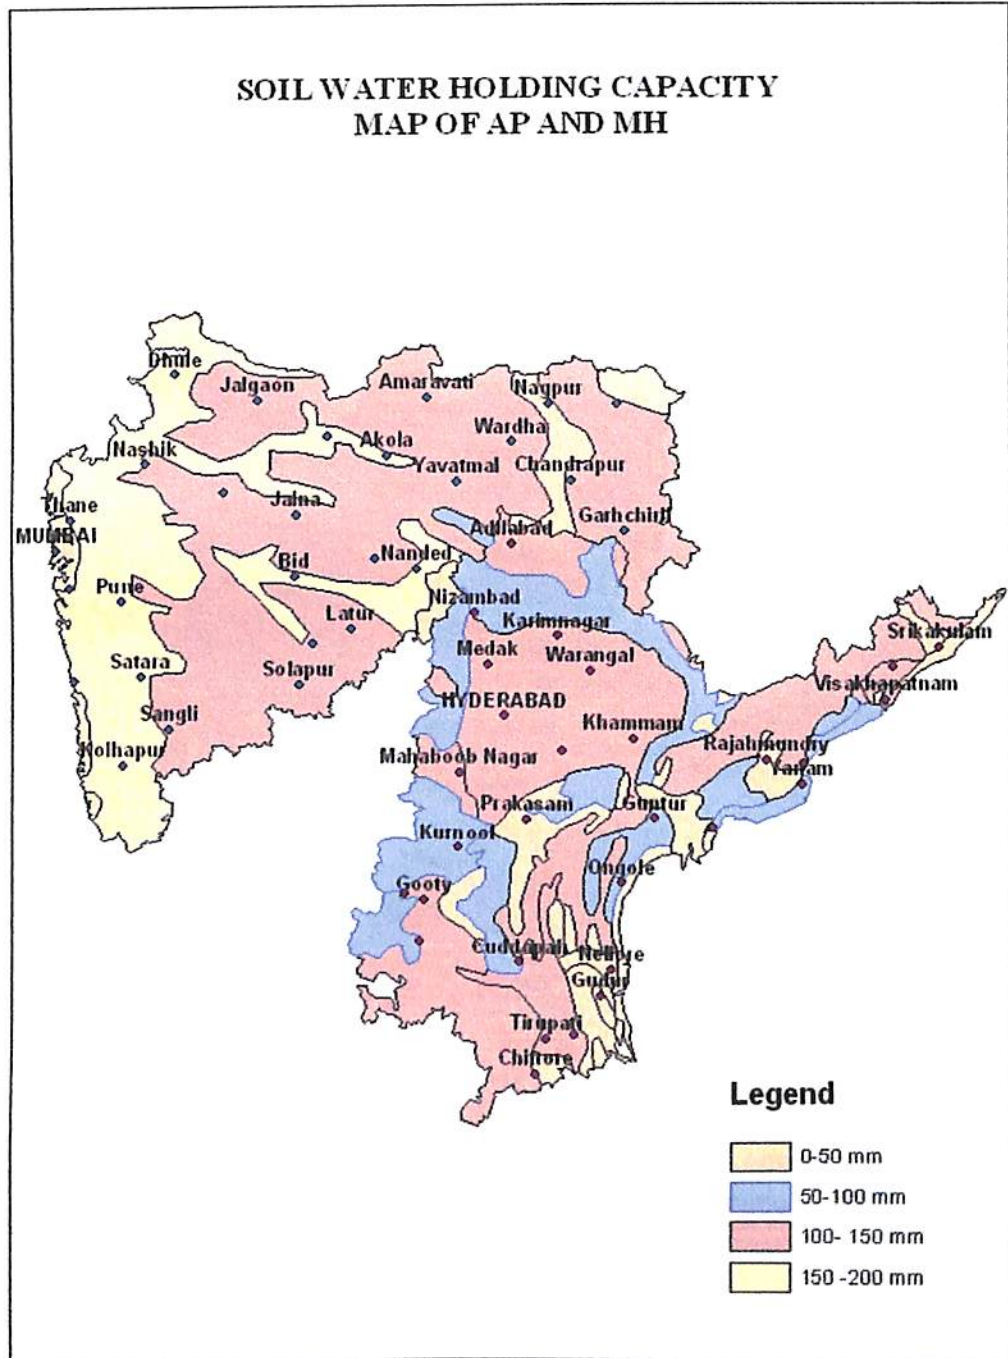 SOIL WATER HOLDING CAPACITY
MAP OF AP AND MH
Dhule
Jalgaon
Amaravati
Nagpur
Wardha
Akola
Nashik
Yavatmal
Chandrapur
Jalna
Thane
Garhchirli
MUMBAI
Adilabad
Nanded
Bid
Pune
Nizambad
Latur
Karimnagar
Srikakulam
Medak
Warangal
Satara
Solapur
Visakhapatnam
HYDERABAD
Sangli
Khammam
Rajahmundry
Kolhapur
Mahaboob Nagar
Yanam
Prakasam
Guntur
Kurnool
Ongole
Gooty
Cuddapah
Nellore
Gudur
Tirupati
Chittore
Legend
0-50 mm
50-100 mm
100- 150 mm
150 -200 mm